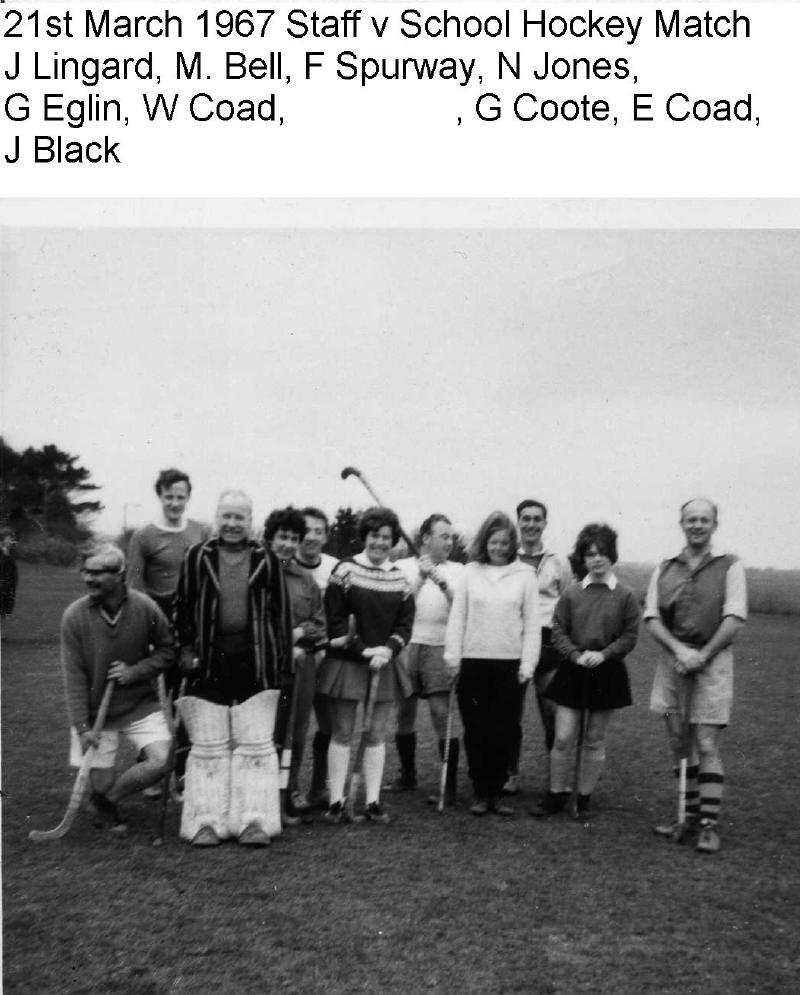 21st March 1967 Staff v School Hockey Match
J Lingard, M. Bell, F Spurway, N Jones,
G Eglin, W Coad, , G Coote, E Coad,
J Black